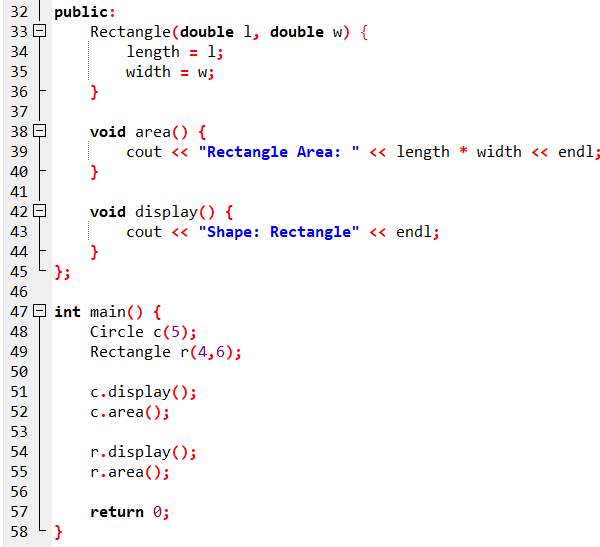 32 public:
33     Rectangle(double l, double w) {
34         length = l;
35         width = w;
36     }
37
38     void area() {
39         cout << "Rectangle Area: " << length * width << endl;
40     }
41
42     void display() {
43         cout << "Shape: Rectangle" << endl;
44     }
45 };
46
47 int main() {
48     Circle c(5);
49     Rectangle r(4,6);
50
51     c.display();
52     c.area();
53
54     r.display();
55     r.area();
56
57     return 0;
58 }